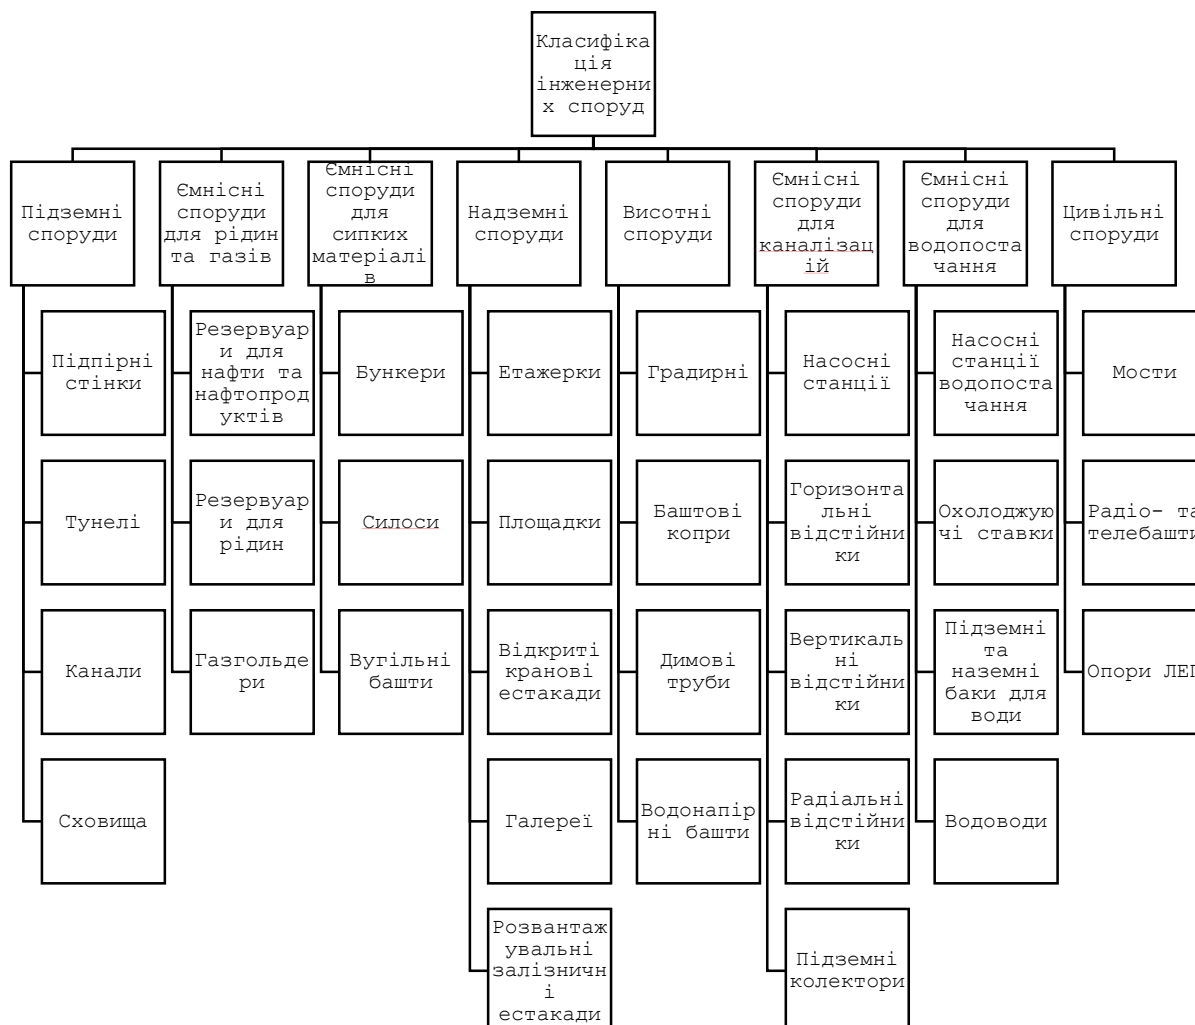 Класифіка
ція
інженерни
х споруд
Підземні
споруди
Ємнісні
споруди
для рідин
та газів
Ємнісні
споруди
для
сипких
матеріалі
в
Надземні
споруди
Висотні
споруди
Ємнісні
споруди
для
каналізац
ій
Ємнісні
споруди
для
водопоста
чання
Цивільні
споруди
Підпірні
стінки
Резервуар
и для
нафти та
нафтопрод
уктів
Бункери
Етажерки
Градирні
Насосні
станції
Насосні
станції
водопоста
чання
Мости
Тунелі
Резервуар
и для
рідин
Силоси
Площадки
Баштові
копри
Горизонта
льні
відстійни
ки
Охолоджую
чі ставки
Радіо- та
телебашти
Канали
Газгольде
ри
Вугільні
башти
Відкриті
кранові
естакади
Димові
труби
Вертикаль
ні
відстійни
ки
Підземні
та
наземні
баки для
води
Опори ЛЕП
Сховища
Галереї
Водонапір
ні башти
Радіальні
відстійни
ки
Водоводи
Розвантаж
увальні
залізничн
і
естакади
Підземні
колектори